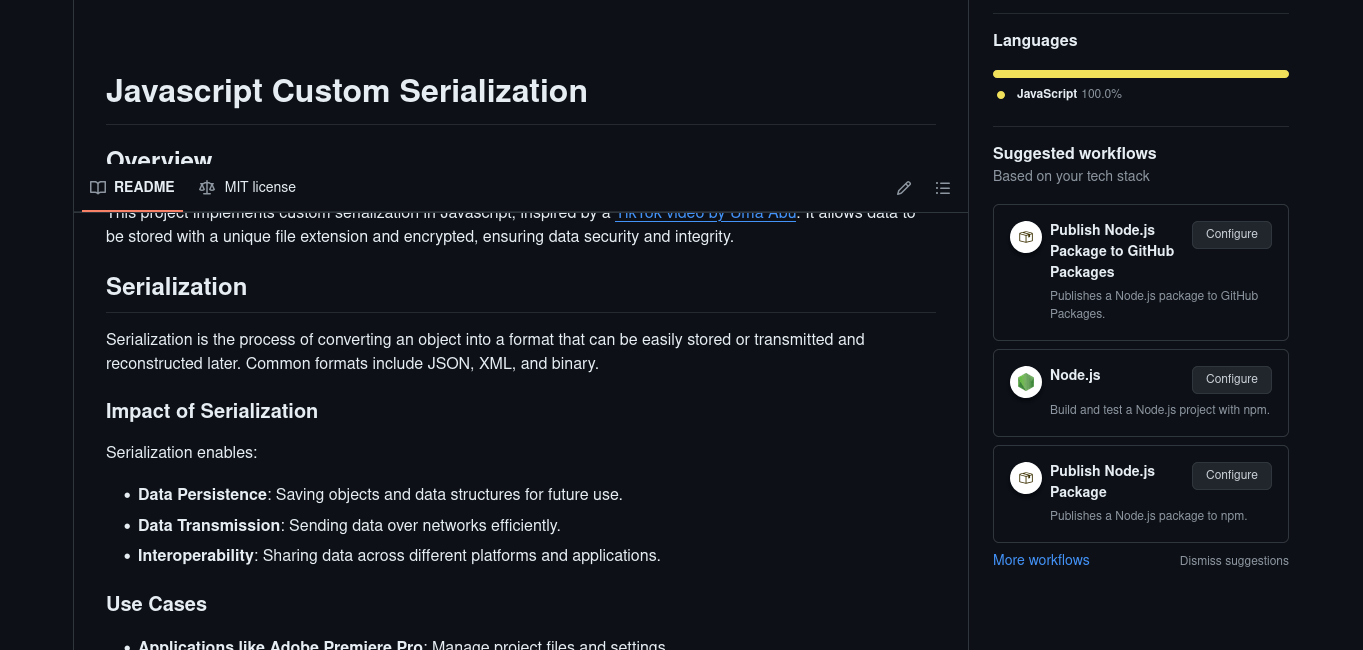 Javascript Custom Serialization
Overview
README
MIT license
This project implements custom serialization in Javascript, inspired by a TikTok video by Uma Abu. It allows data to
be stored with a unique file extension and encrypted, ensuring data security and integrity.
Serialization
Serialization is the process of converting an object into a format that can be easily stored or transmitted and
reconstructed later. Common formats include JSON, XML, and binary.
Impact of Serialization
Serialization enables:
• Data Persistence: Saving objects and data structures for future use.
• Data Transmission: Sending data over networks efficiently.
• Interoperability: Sharing data across different platforms and applications.
Use Cases
• Applications like Adobe Premiere Pro: Manage project files and settings.
Languages
JavaScript 100.0%
Suggested workflows
Based on your tech stack
Publish Node.js
Package to GitHub
Packages
Configure
Publishes a Node.js package to GitHub
Packages.
Node.js
Configure
Build and test a Node.js project with npm.
Publish Node.js
Package
Configure
Publishes a Node.js package to npm.
More workflows
Dismiss suggestions